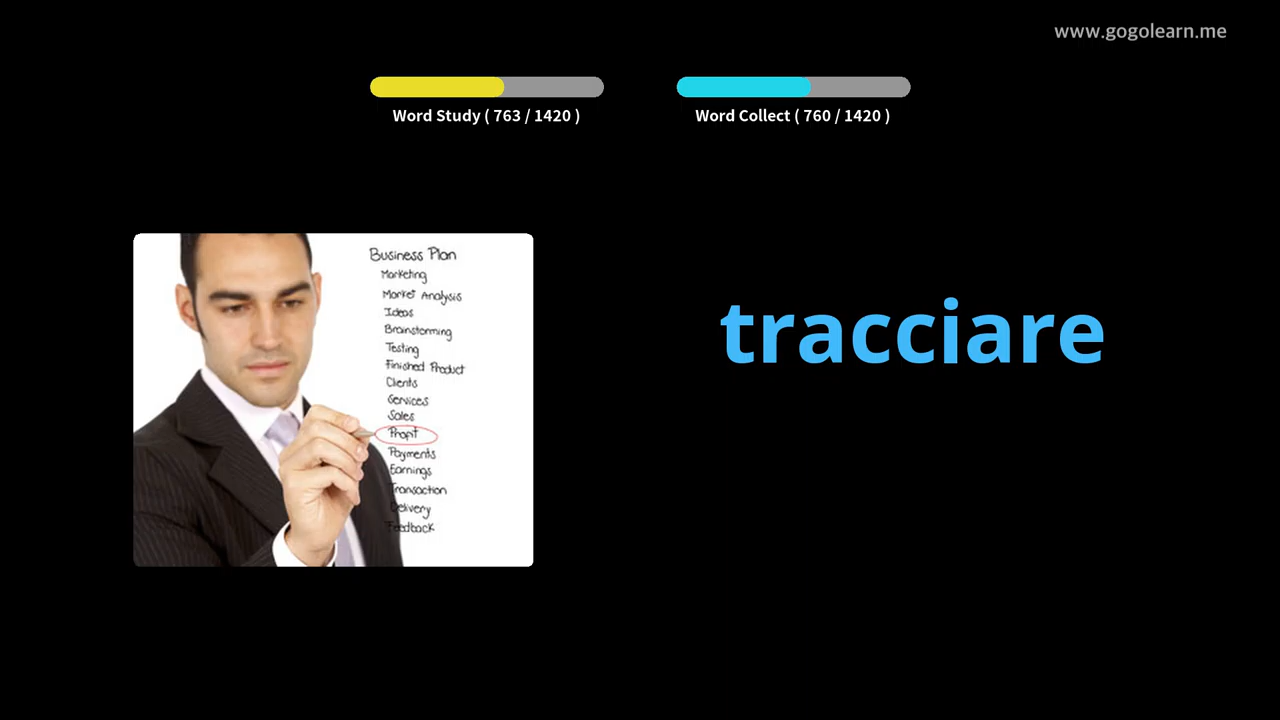 www.gogolearn.me
Word Study ( 763 / 1420 )
Word Collect ( 760 / 1420 )
Business Plan
Marketing
Market Analysis
Ideas
Brainstorming
Testing
Finished Product
Clients
Services
Sales
Profit
Payments
Earnings
Transaction
Delivery
Feedback
tracciare